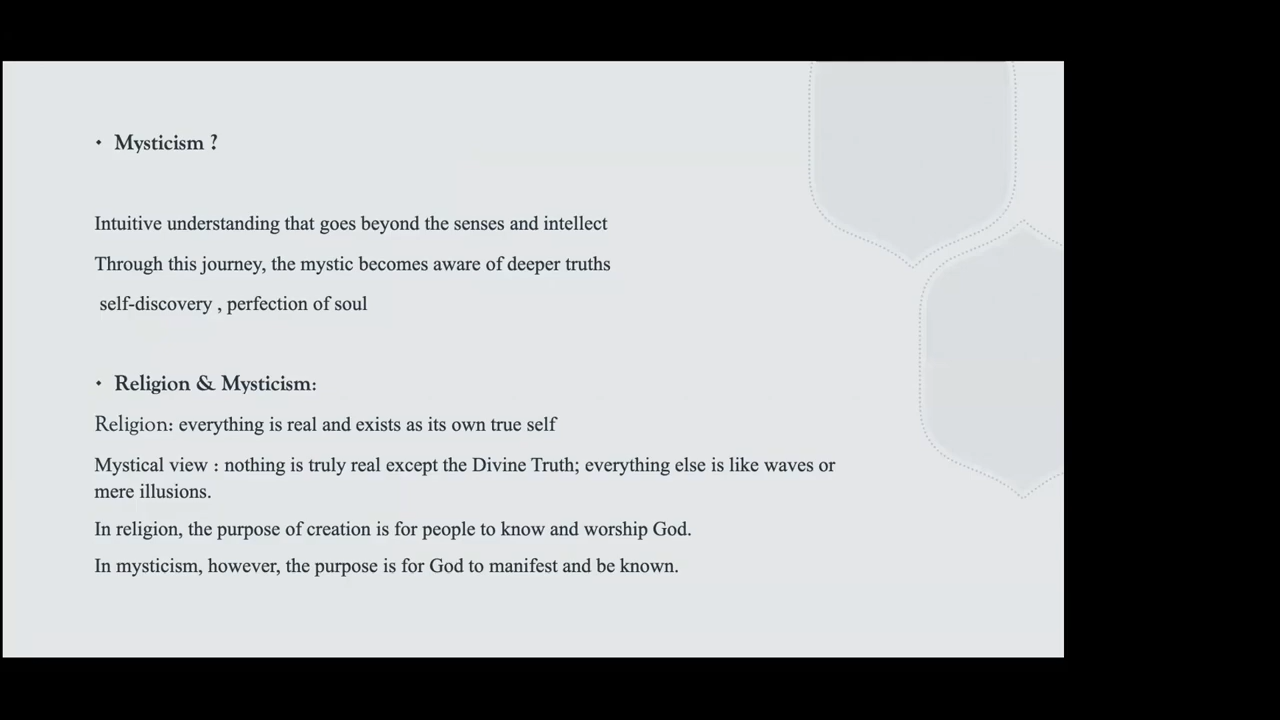 • Mysticism ?
Intuitive understanding that goes beyond the senses and intellect
Through this journey, the mystic becomes aware of deeper truths
self-discovery , perfection of soul
• Religion & Mysticism:
Religion: everything is real and exists as its own true self
Mystical view : nothing is truly real except the Divine Truth; everything else is like waves or
mere illusions.
In religion, the purpose of creation is for people to know and worship God.
In mysticism, however, the purpose is for God to manifest and be known.